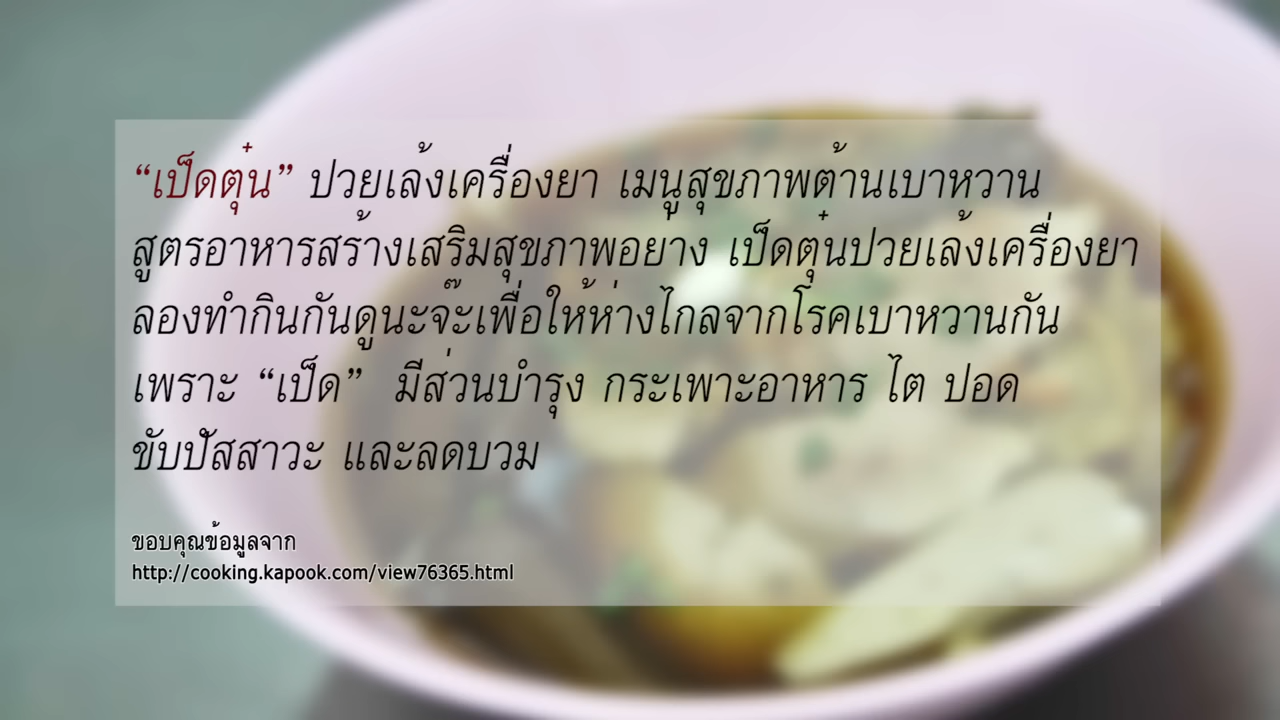 “เป็ดตุ๋น” ปวยเล้งเครื่องยา เมนูสุขภาพต้านเบาหวาน
สูตรอาหารสร้างเสริมสุขภาพอยาง เป็ดตุ๋นปวยเล้งเครื่องยา
ลองทำกินกันดูนะจ๊ะเพื่อให้ห่างไกลจากโรคเบาหวานกัน
เพราะ “เป็ด” มีส่วนบำรุง กระเพาะอาหาร ไต ปอด
ขับปัสสาวะ และลดบวม
ขอบคุณข้อมูลจาก
http://cooking.kapook.com/view76365.html